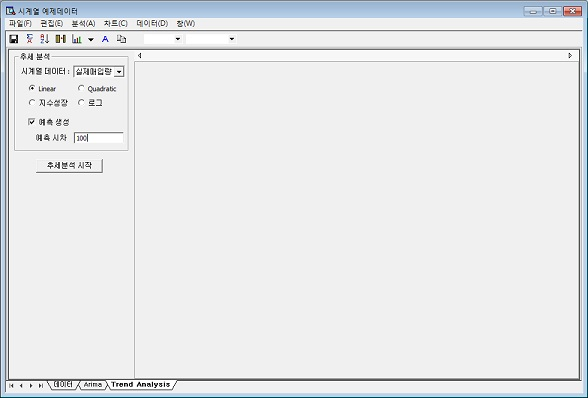 시계열 예제데이터
파일(F) 편집(E) 분석(A) 차트(C) 데이터(D) 창(W)
추세 분석
시계열 데이터 : 실제매입량
Linear Quadratic
지수성장 로그
예측 생성
예측 시차 100
추세분석 시작
데이터 Arima Trend Analysis